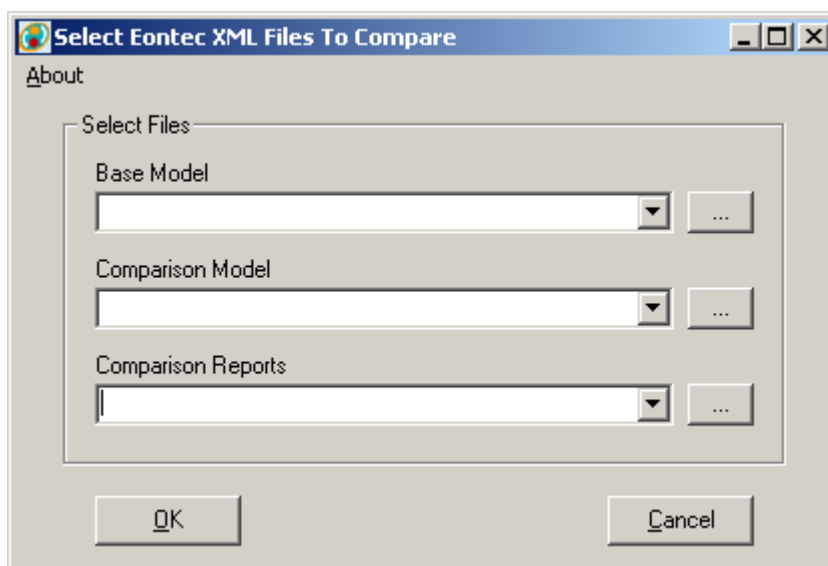 Select Eontec XML Files To Compare
About
Select Files
Base Model
...
Comparison Model
...
Comparison Reports
...
OK Cancel